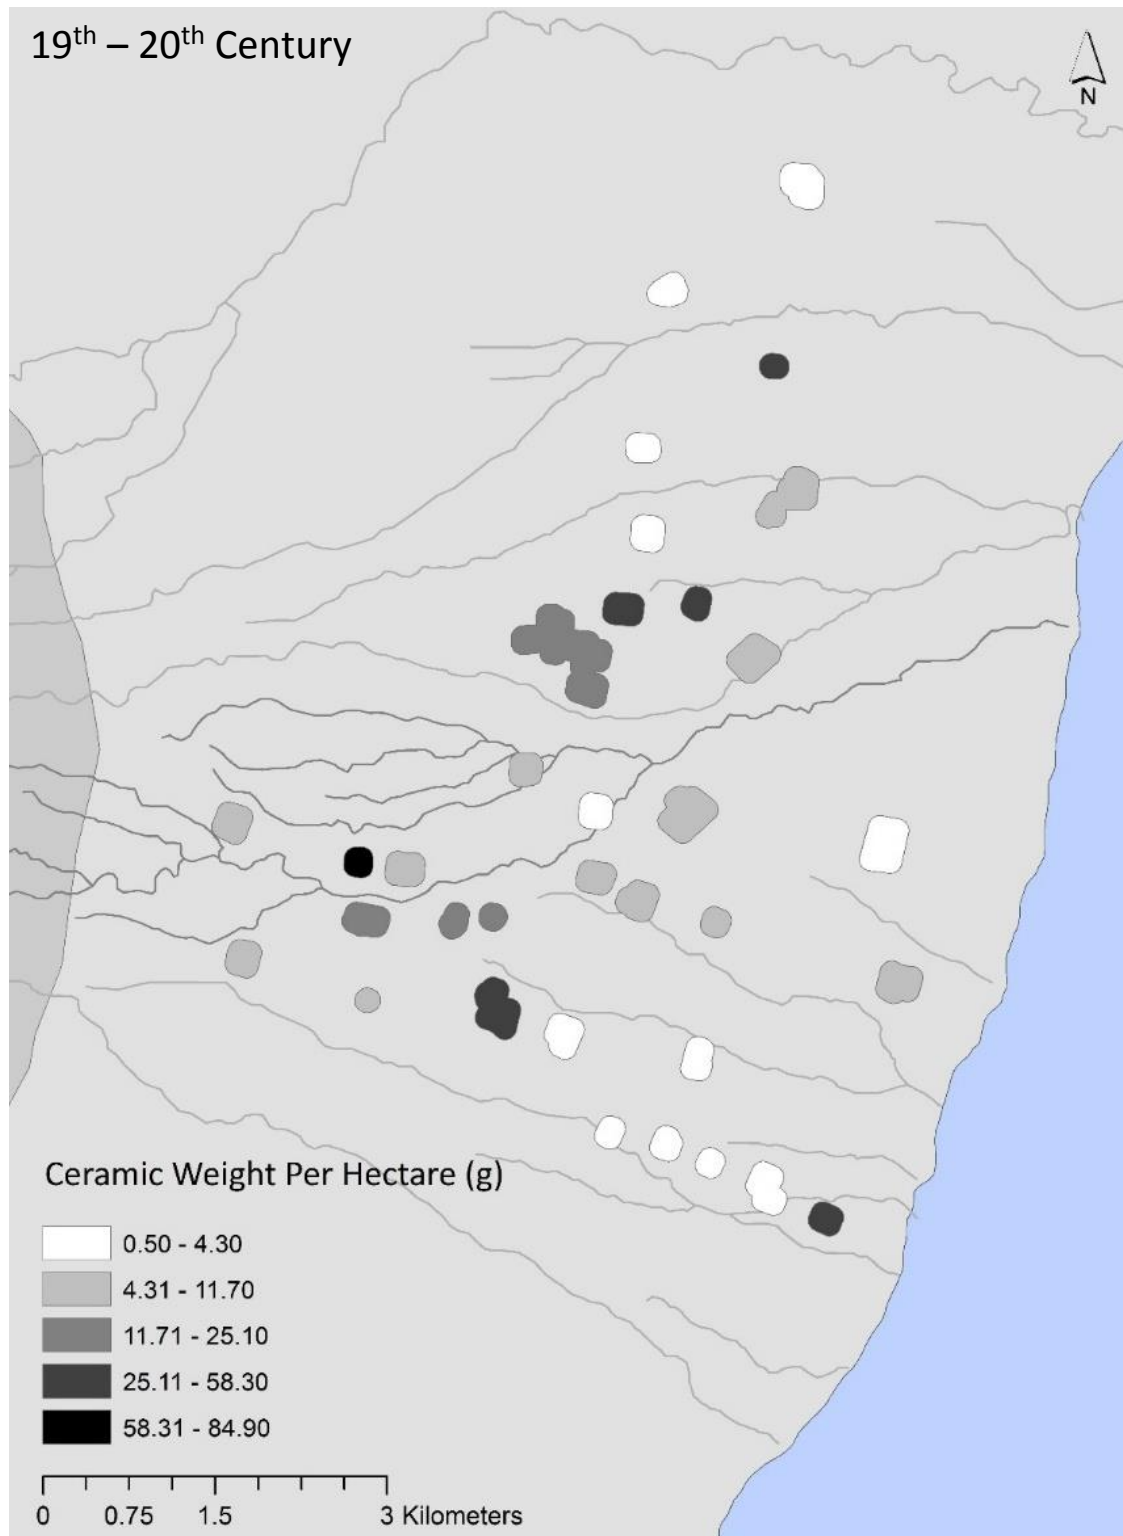 19th – 20th Century
N
Ceramic Weight Per Hectare (g)
0.50 - 4.30
4.31 - 11.70
11.71 - 25.10
25.11 - 58.30
58.31 - 84.90
0 0.75 1.5 3 Kilometers